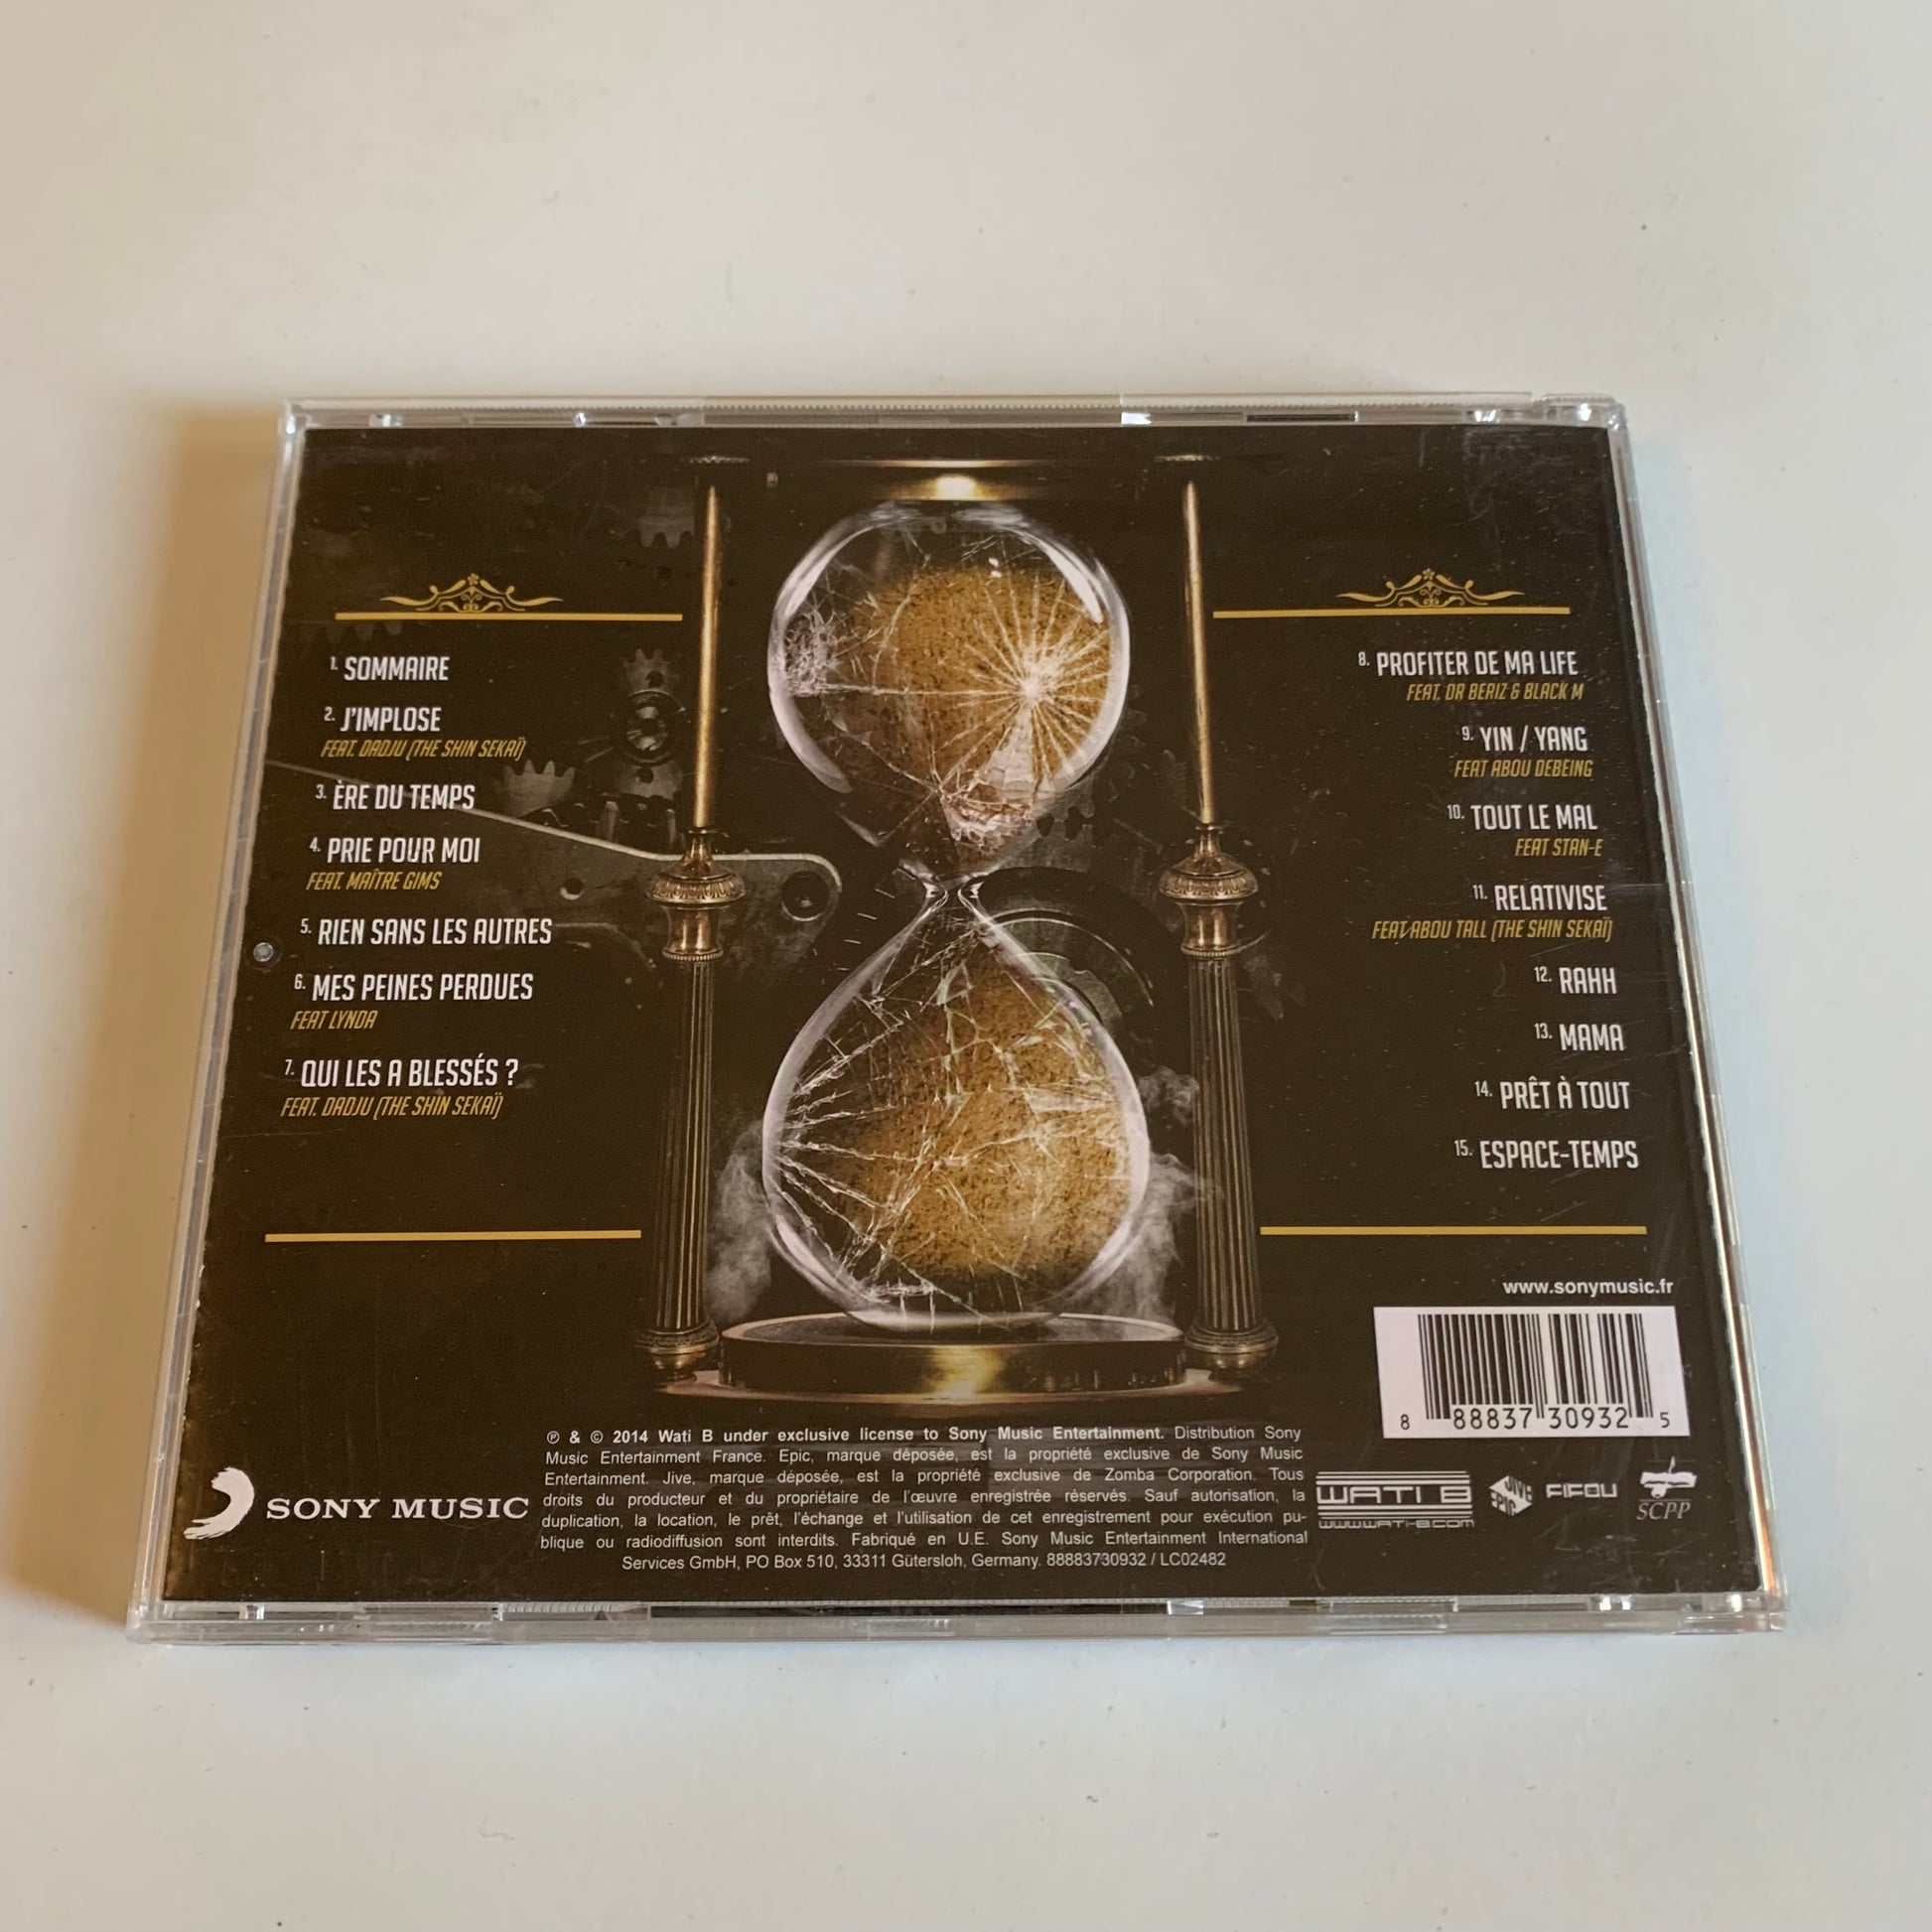 1. SOMMAIRE
2. J'IMPLOSE
FEAT. DADJU (THE SHIN SEKAÏ)
3. ÈRE DU TEMPS
4. PRIE POUR MOI
FEAT. MAÎTRE GIMS
5. RIEN SANS LES AUTRES
6. MES PEINES PERDUES
FEAT LYNDA
7. QUI LES A BLESSÉS ?
FEAT. DADJU (THE SHIN SEKAÏ)
8. PROFITER DE MA LIFE
FEAT. DR BERIZ & BLACK M
9. YIN / YANG
FEAT ABOU DEBEING
10. TOUT LE MAL
FEAT STAN-E
11. RELATIVISE
FEAT ABOU TALL (THE SHIN SEKAÏ)
12. RAHH
13. MAMA
14. PRÊT À TOUT
15. ESPACE-TEMPS
www.sonymusic.fr
8 88837 30932 5
SONY MUSIC
℗ & © 2014 Wati B under exclusive license to Sony Music Entertainment. Distribution Sony
Music Entertainment France. Epic, marque déposée, est la propriété exclusive de Sony Music
Entertainment. Jive, marque déposée, est la propriété exclusive de Zomba Corporation. Tous
droits du producteur et du propriétaire de l'œuvre enregistrée réservés. Sauf autorisation, la
duplication, la location, le prêt, l'échange et l'utilisation de cet enregistrement pour exécution pu-
blique ou radiodiffusion sont interdits. Fabriqué en U.E. Sony Music Entertainment International
Services GmbH, PO Box 510, 33311 Gütersloh, Germany. 88883730932 / LC02482
WATI B
WWW.WATI-B.COM
JIVE
EPIC
FIFOU
SCPP